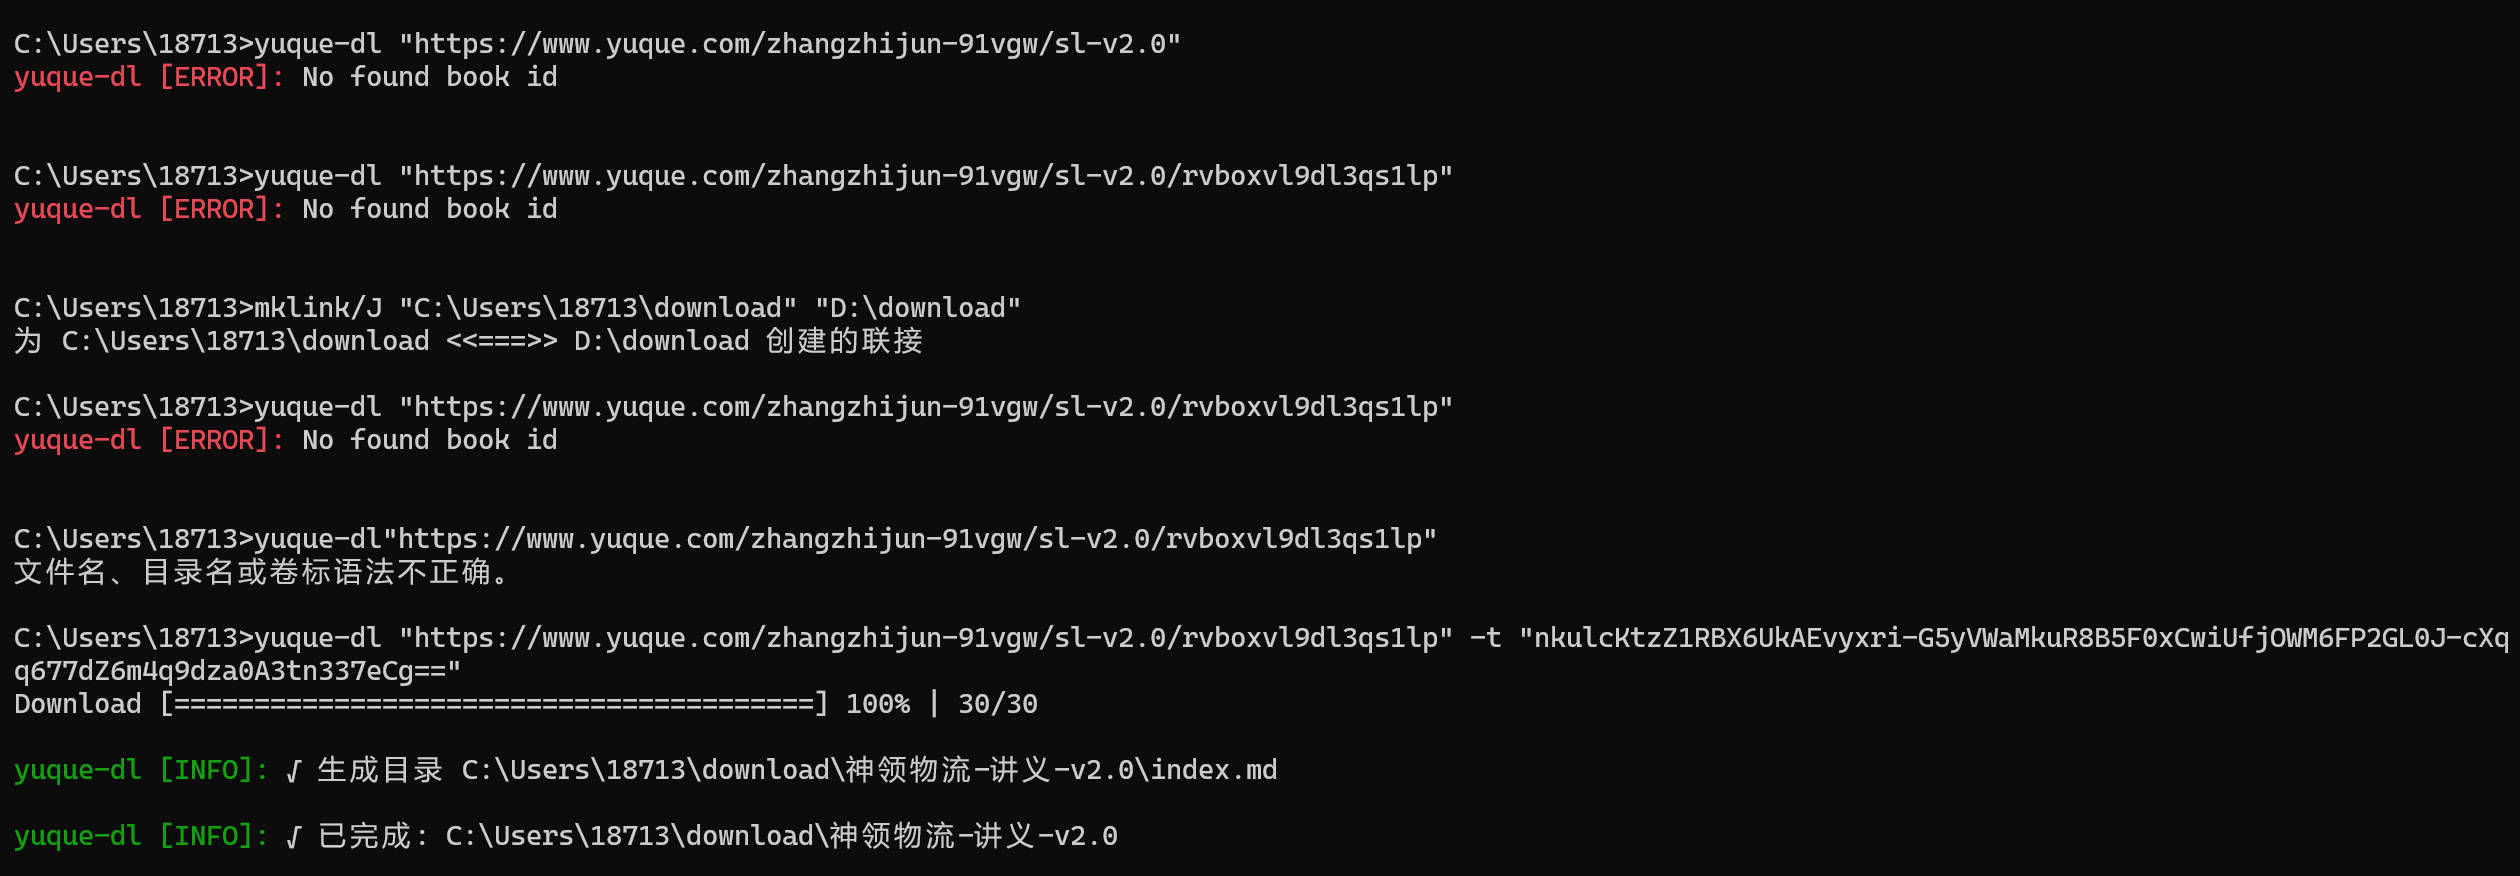 C:\Users\18713>yuque-dl "https://www.yuque.com/zhangzhijun-91vgw/sl-v2.0"
yuque-dl [ERROR]: No found book id
C:\Users\18713>yuque-dl "https://www.yuque.com/zhangzhijun-91vgw/sl-v2.0/rvboxvl9dl3qs1lp"
yuque-dl [ERROR]: No found book id
C:\Users\18713>mklink/J "C:\Users\18713\download" "D:\download"
为 C:\Users\18713\download <<===>> D:\download 创建的联接
C:\Users\18713>yuque-dl "https://www.yuque.com/zhangzhijun-91vgw/sl-v2.0/rvboxvl9dl3qs1lp"
yuque-dl [ERROR]: No found book id
C:\Users\18713>yuque-dl"https://www.yuque.com/zhangzhijun-91vgw/sl-v2.0/rvboxvl9dl3qs1lp"
文件名、目录名或卷标语法不正确。
C:\Users\18713>yuque-dl "https://www.yuque.com/zhangzhijun-91vgw/sl-v2.0/rvboxvl9dl3qs1lp" -t "nkulcKtzZ1RBX6UkAEvyxri-G5yVWaMkuR8B5F0xCwiUfjOWM6FP2GL0J-cXq
q677dZ6m4q9dza0A3tn337eCg=="
Download [========================================] 100% | 30/30
yuque-dl [INFO]: √ 生成目录 C:\Users\18713\download\神领物流-讲义-v2.0\index.md
yuque-dl [INFO]: √ 已完成: C:\Users\18713\download\神领物流-讲义-v2.0